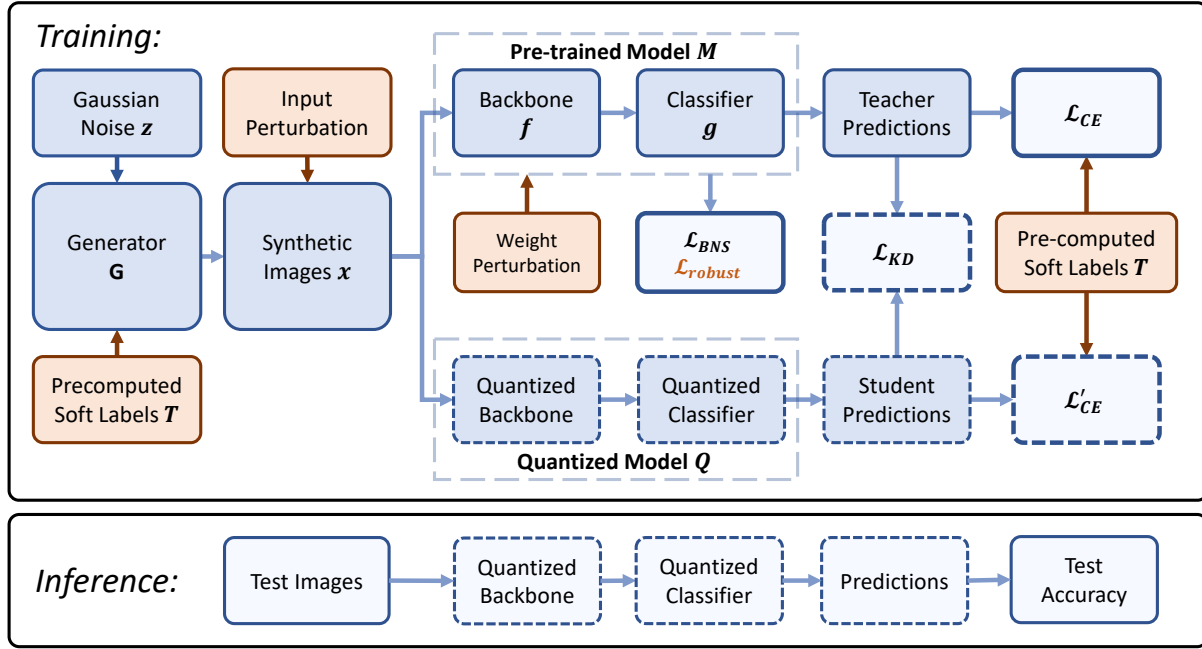 Training:
Gaussian
Noise z
Input
Perturbation
Pre-trained Model M
Backbone
f
Classifier
g
Teacher
Predictions
ℒ_CE
Generator
G
Synthetic
Images x
Weight
Perturbation
ℒ_BNS
ℒ_robust
ℒ_KD
Pre-computed
Soft Labels T
Precomputed
Soft Labels T
Quantized
Backbone
Quantized
Classifier
Student
Predictions
ℒ′_CE
Quantized Model Q
Inference:
Test Images
Quantized
Backbone
Quantized
Classifier
Predictions
Test
Accuracy